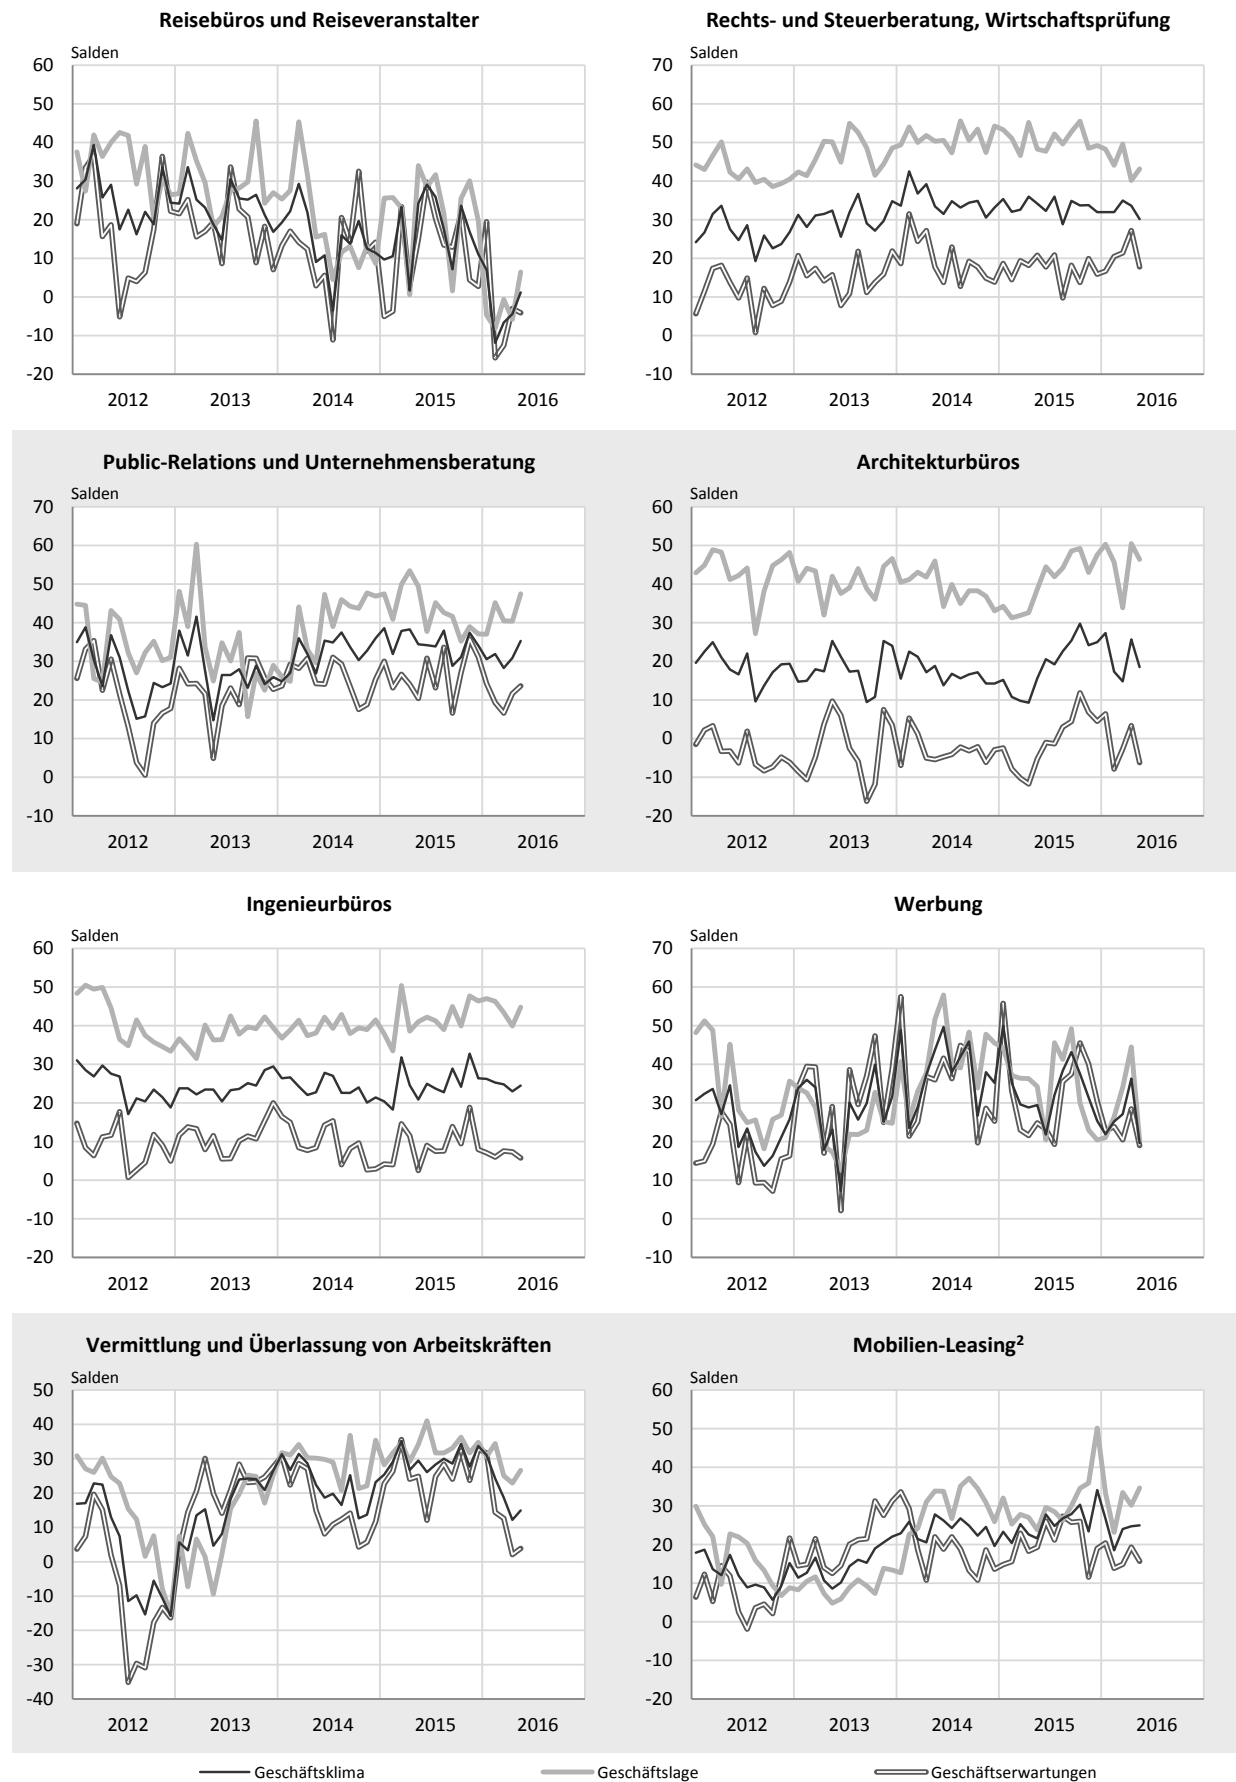 Reisebüros und Reiseveranstalter
Salden
60
50
40
30
20
10
0
-10
-20
2012 2013 2014 2015 2016
Rechts- und Steuerberatung, Wirtschaftsprüfung
Salden
70
60
50
40
30
20
10
0
-10
2012 2013 2014 2015 2016
Public-Relations und Unternehmensberatung
Salden
70
60
50
40
30
20
10
0
-10
2012 2013 2014 2015 2016
Architekturbüros
Salden
60
50
40
30
20
10
0
-10
-20
2012 2013 2014 2015 2016
Ingenieurbüros
Salden
60
50
40
30
20
10
0
-10
-20
2012 2013 2014 2015 2016
Werbung
Salden
70
60
50
40
30
20
10
0
-10
2012 2013 2014 2015 2016
Vermittlung und Überlassung von Arbeitskräften
Salden
50
40
30
20
10
0
-10
-20
-30
-40
2012 2013 2014 2015 2016
Mobilien-Leasing²
Salden
60
50
40
30
20
10
0
-10
-20
2012 2013 2014 2015 2016
Geschäftsklima Geschäftslage Geschäftserwartungen